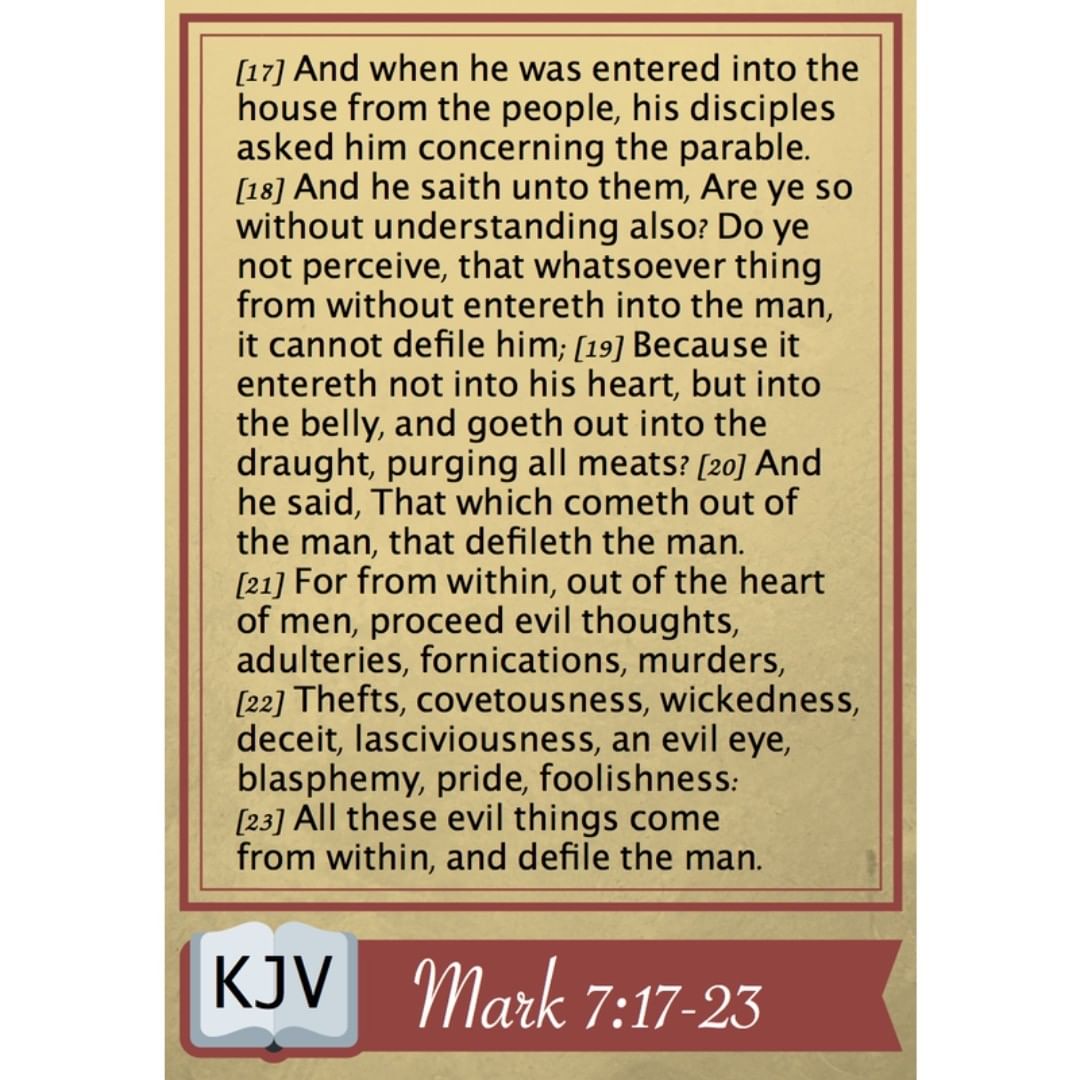 [17] And when he was entered into the
house from the people, his disciples
asked him concerning the parable.
[18] And he saith unto them, Are ye so
without understanding also? Do ye
not perceive, that whatsoever thing
from without entereth into the man,
it cannot defile him; [19] Because it
entereth not into his heart, but into
the belly, and goeth out into the
draught, purging all meats? [20] And
he said, That which cometh out of
the man, that defileth the man.
[21] For from within, out of the heart
of men, proceed evil thoughts,
adulteries, fornications, murders,
[22] Thefts, covetousness, wickedness,
deceit, lasciviousness, an evil eye,
blasphemy, pride, foolishness:
[23] All these evil things come
from within, and defile the man.
KJV
Mark 7:17-23